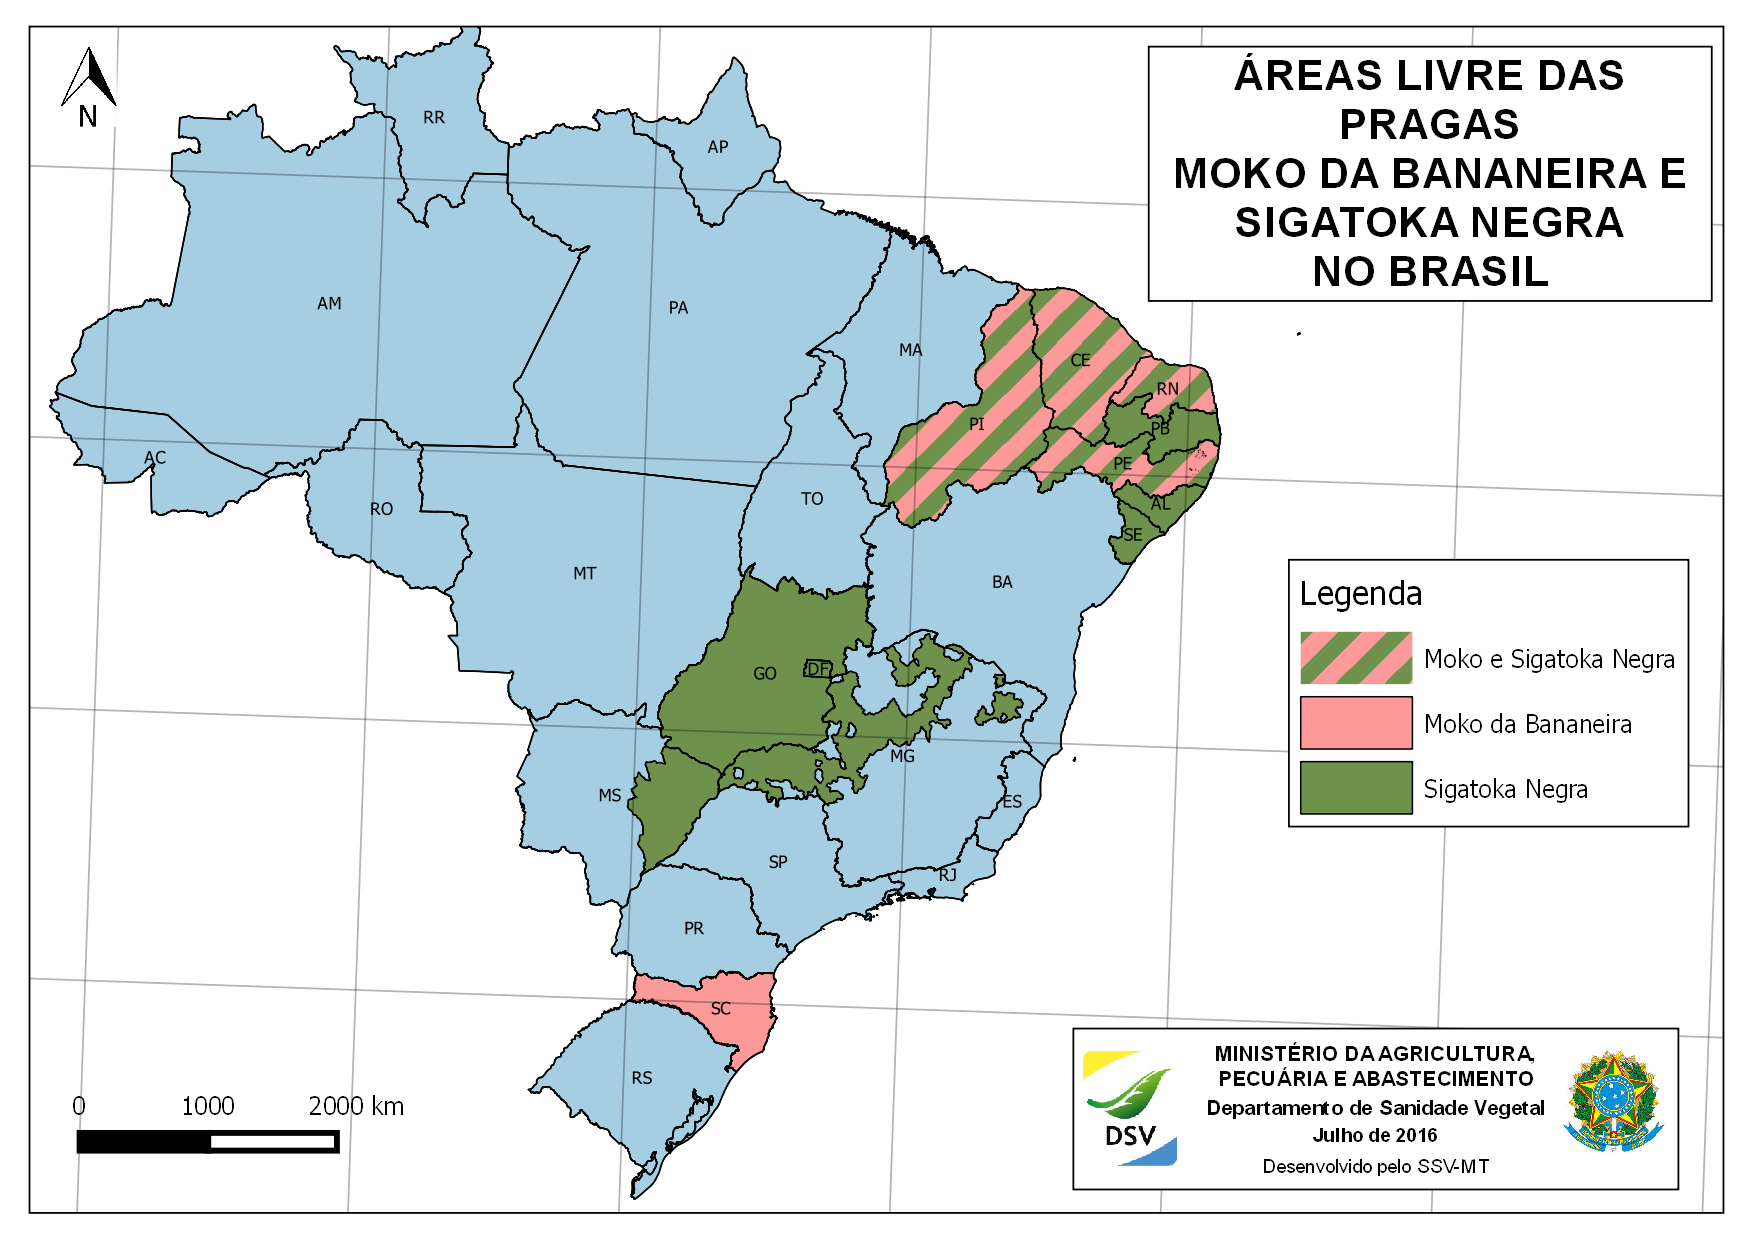 ÁREAS LIVRE DAS
PRAGAS
MOKO DA BANANEIRA E
SIGATOKA NEGRA
NO BRASIL
N
RR
AP
AM
PA
MA
CE
RN
PI
PB
PE
AC
AL
TO
RO
SE
MT
BA
GO
DF
MG
MS
ES
SP
RJ
PR
SC
RS
Legenda
Moko e Sigatoka Negra
Moko da Bananeira
Sigatoka Negra
0 1000 2000 km
DSV
MINISTÉRIO DA AGRICULTURA,
PECUÁRIA E ABASTECIMENTO
Departamento de Sanidade Vegetal
Julho de 2016
Desenvolvido pelo SSV-MT